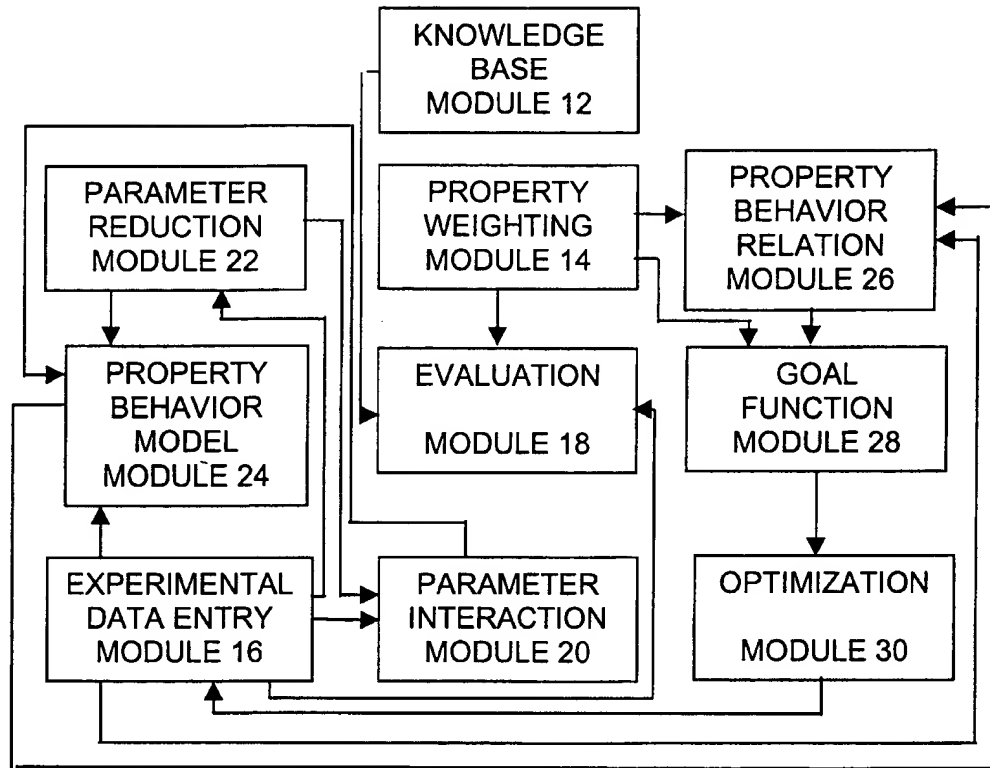 KNOWLEDGE
BASE
MODULE 12
PARAMETER
REDUCTION
MODULE 22
PROPERTY
WEIGHTING
MODULE 14
PROPERTY
BEHAVIOR
RELATION
MODULE 26
PROPERTY
BEHAVIOR
MODEL
MODULE 24
EVALUATION
MODULE 18
GOAL
FUNCTION
MODULE 28
EXPERIMENTAL
DATA ENTRY
MODULE 16
PARAMETER
INTERACTION
MODULE 20
OPTIMIZATION
MODULE 30